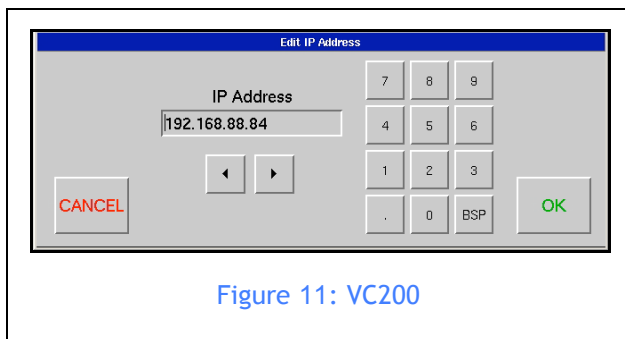 Edit IP Address
IP Address
192.168.88.84
7 8 9
4 5 6
1 2 3
. 0 BSP
CANCEL
OK
Figure 11: VC200